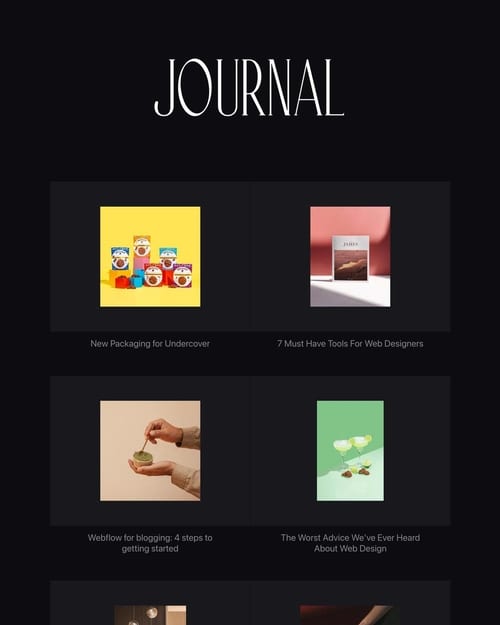 JOURNAL
New Packaging for Undercover
7 Must Have Tools For Web Designers
Webflow for blogging: 4 steps to
getting started
The Worst Advice We've Ever Heard
About Web Design